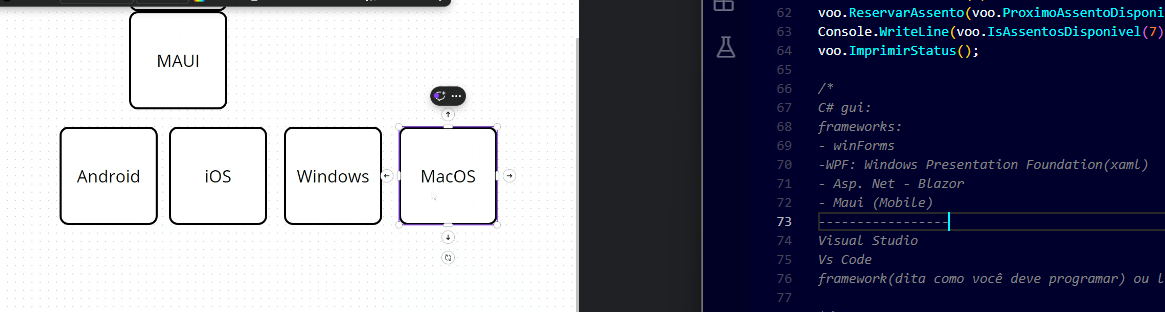 MAUI
Android
iOS
Windows
MacOS
62 voo.ReservarAssento(voo.ProximoAssentoDisponi
63 Console.WriteLine(voo.IsAssentosDisponivel(7)
64 voo.ImprimirStatus();
65
66 /*
67 C# gui:
68 frameworks:
69 - winForms
70 -WPF: Windows Presentation Foundation(xaml)
71 - Asp. Net - Blazor
72 - Maui (Mobile)
73 -----------------
74 Visual Studio
75 Vs Code
76 framework(dita como você deve programar) ou l
77